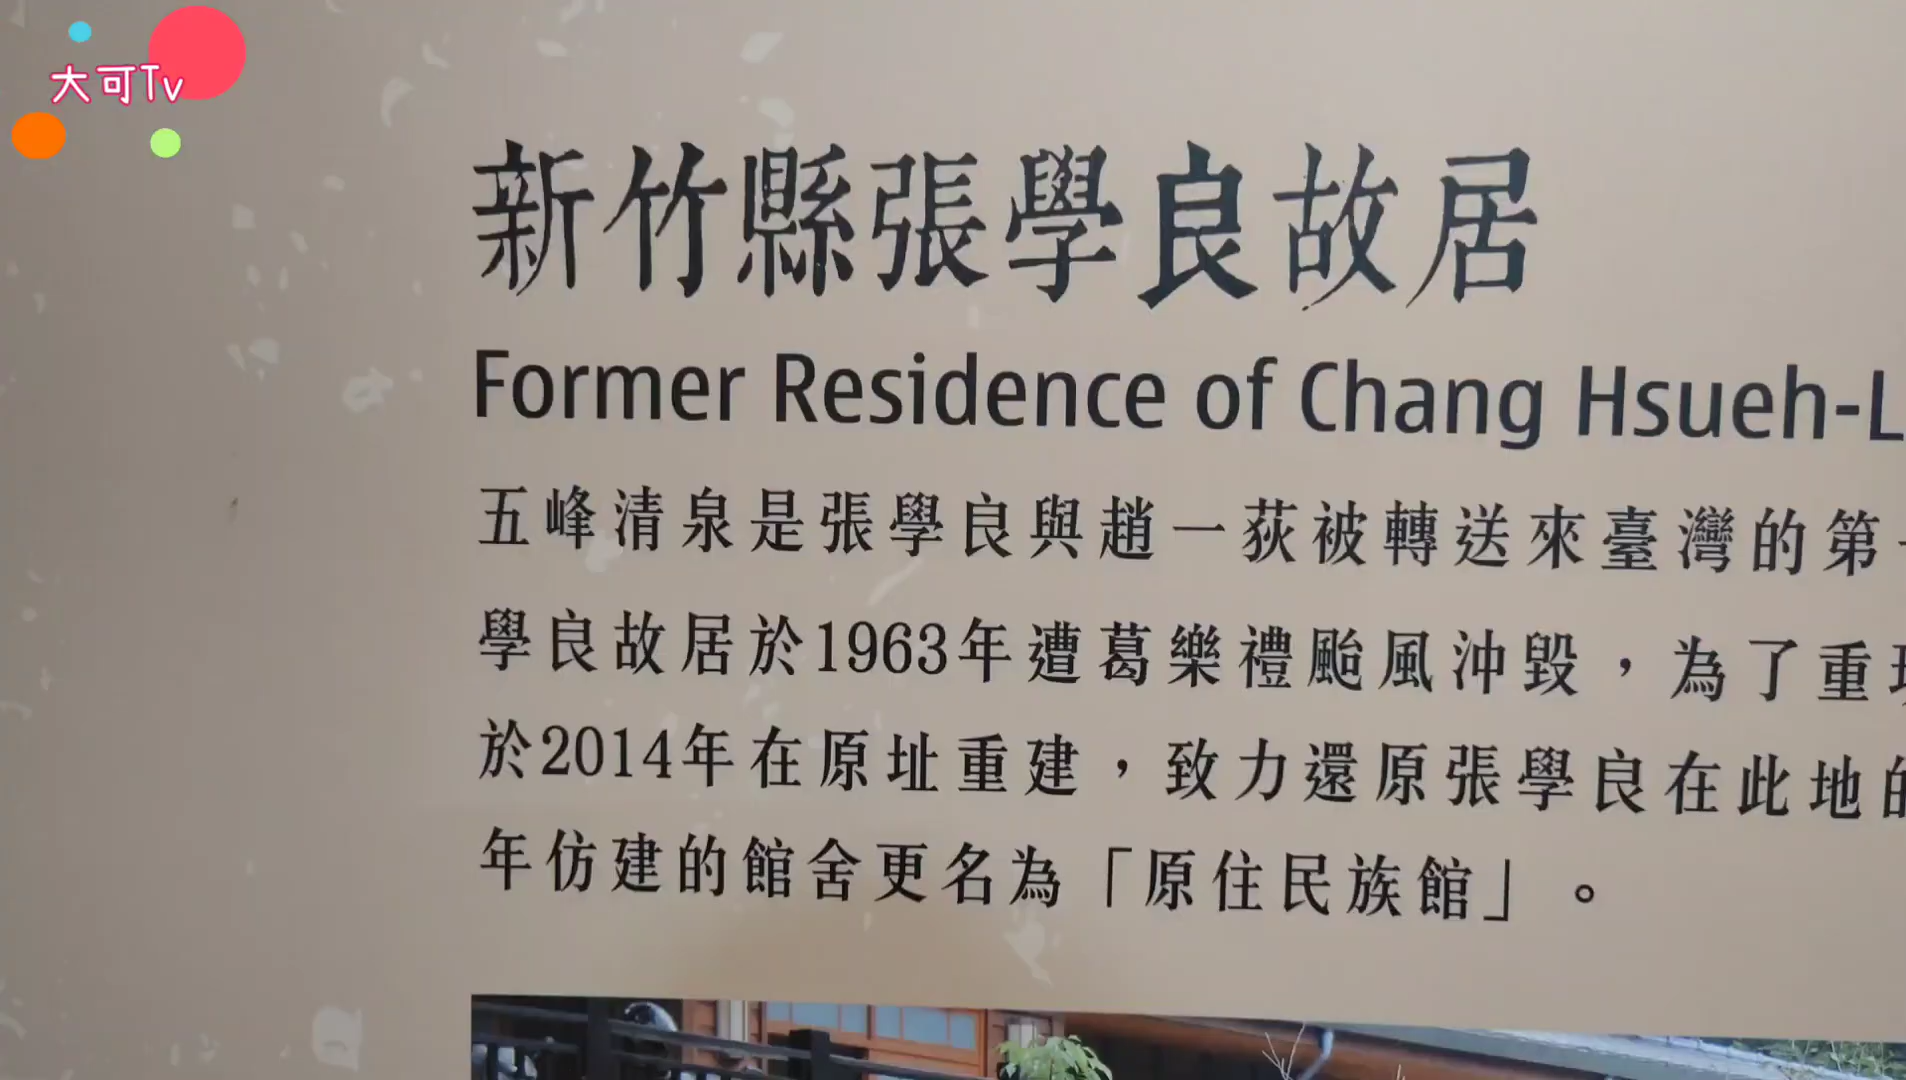 大可Tv
新竹縣張學良故居
Former Residence of Chang Hsueh-L
五峰清泉是張學良與趙一荻被轉送來臺灣的第
學良故居於1963年遭葛樂禮颱風沖毀，為了重
於2014年在原址重建，致力還原張學良在此地的
年仿建的館舍更名為「原住民族館」。